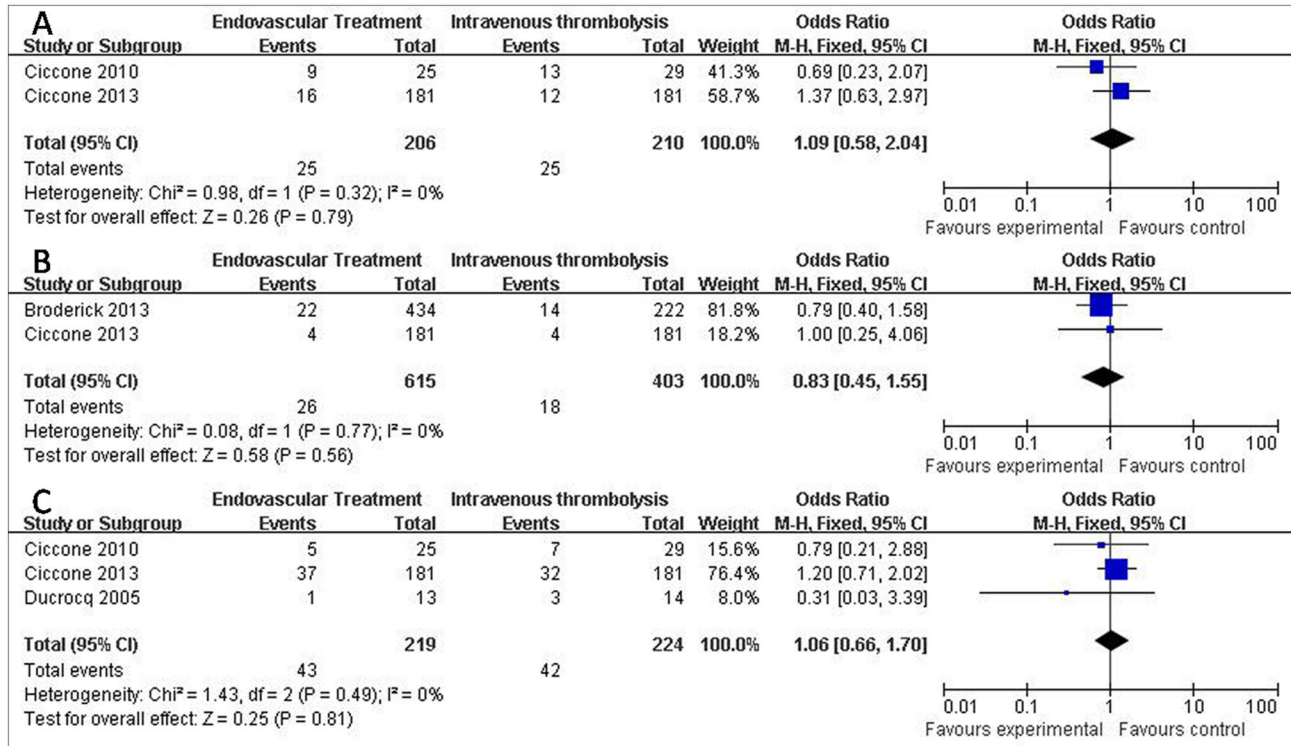 A
Endovascular Treatment Intravenous thrombolysis Odds Ratio Odds Ratio
Study or Subgroup Events Total Events Total Weight M-H, Fixed, 95% CI M-H, Fixed, 95% CI
Ciccone 2010 9 25 13 29 41.3% 0.69 [0.23, 2.07]
Ciccone 2013 16 181 12 181 58.7% 1.37 [0.63, 2.97]
Total (95% CI) 206 210 100.0% 1.09 [0.58, 2.04]
Total events 25 25
Heterogeneity: Chi² = 0.98, df = 1 (P = 0.32); I² = 0%
Test for overall effect: Z = 0.26 (P = 0.79)
0.01 0.1 1 10 100
Favours experimental Favours control
B
Endovascular Treatment Intravenous thrombolysis Odds Ratio Odds Ratio
Study or Subgroup Events Total Events Total Weight M-H, Fixed, 95% CI M-H, Fixed, 95% CI
Broderick 2013 22 434 14 222 81.8% 0.79 [0.40, 1.58]
Ciccone 2013 4 181 4 181 18.2% 1.00 [0.25, 4.06]
Total (95% CI) 615 403 100.0% 0.83 [0.45, 1.55]
Total events 26 18
Heterogeneity: Chi² = 0.08, df = 1 (P = 0.77); I² = 0%
Test for overall effect: Z = 0.58 (P = 0.56)
0.01 0.1 1 10 100
Favours experimental Favours control
C
Endovascular Treatment Intravenous thrombolysis Odds Ratio Odds Ratio
Study or Subgroup Events Total Events Total Weight M-H, Fixed, 95% CI M-H, Fixed, 95% CI
Ciccone 2010 5 25 7 29 15.6% 0.79 [0.21, 2.88]
Ciccone 2013 37 181 32 181 76.4% 1.20 [0.71, 2.02]
Ducrocq 2005 1 13 3 14 8.0% 0.31 [0.03, 3.39]
Total (95% CI) 219 224 100.0% 1.06 [0.66, 1.70]
Total events 43 42
Heterogeneity: Chi² = 1.43, df = 2 (P = 0.49); I² = 0%
Test for overall effect: Z = 0.25 (P = 0.81)
0.01 0.1 1 10 100
Favours experimental Favours control